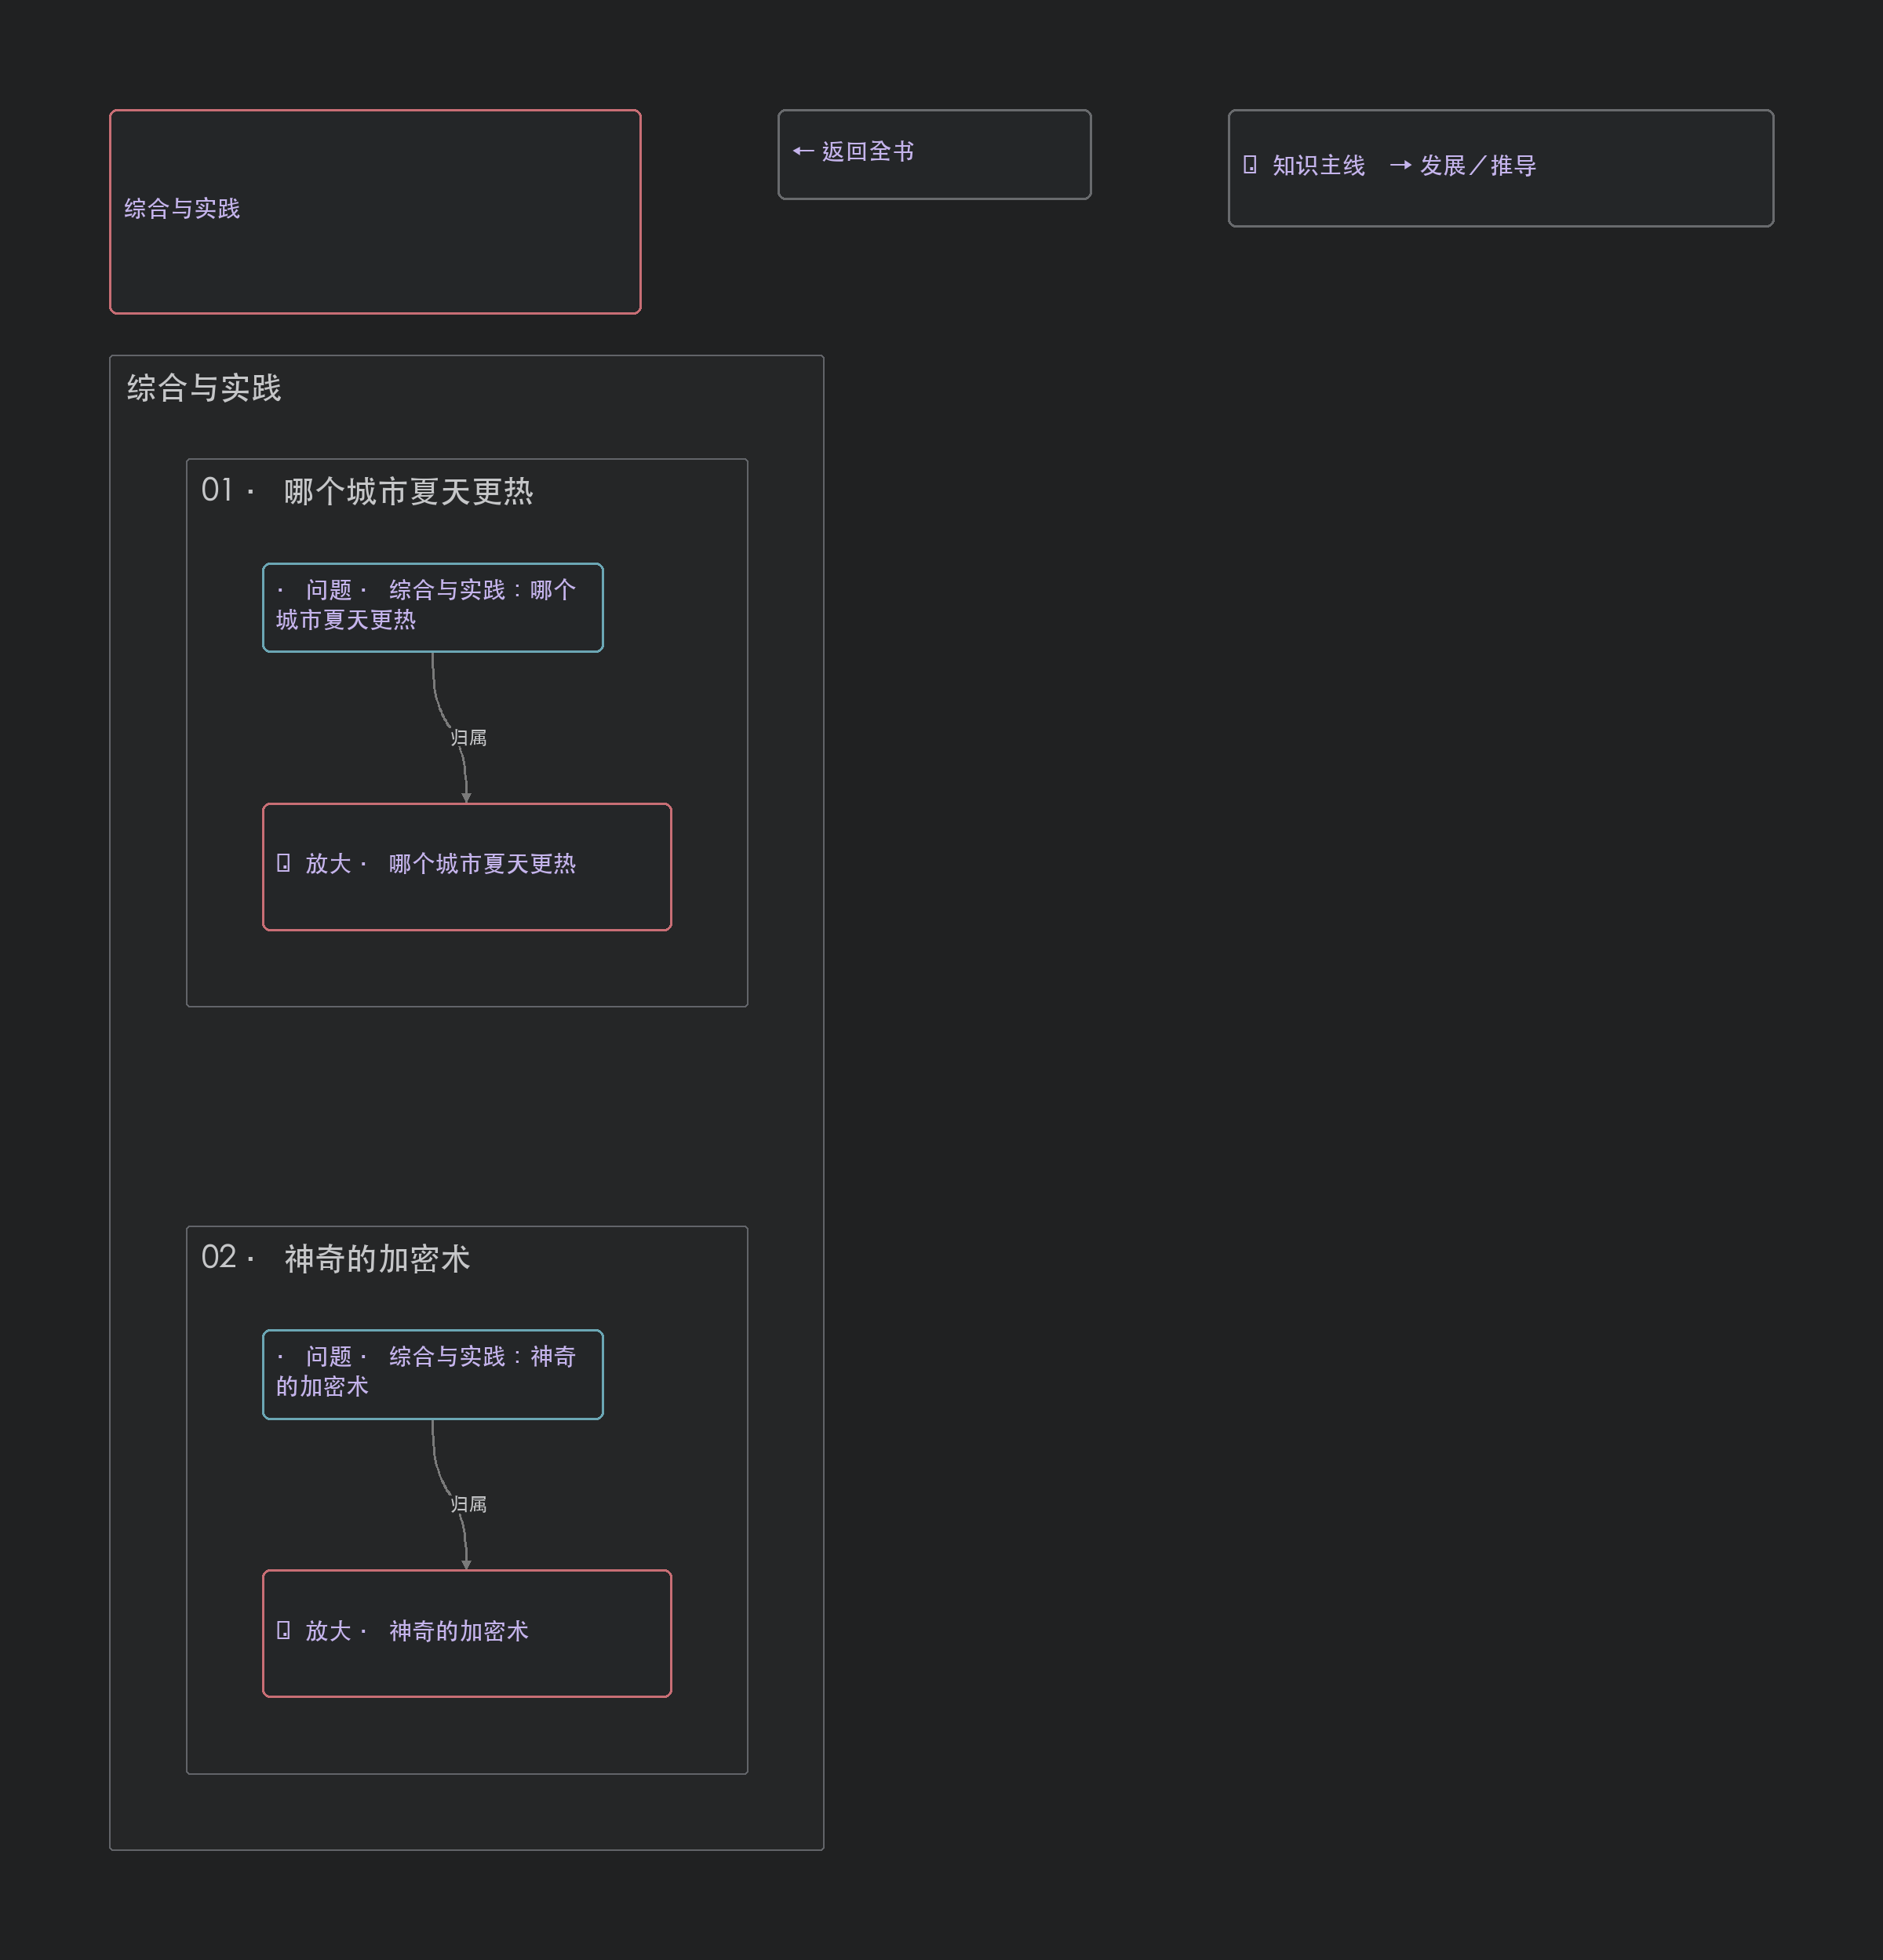 综合与实践
← 返回全书
知识主线 → 发展／推导
综合与实践
01 · 哪个城市夏天更热
· 问题 · 综合与实践：哪个
城市夏天更热
归属
放大 · 哪个城市夏天更热
02 · 神奇的加密术
· 问题 · 综合与实践：神奇
的加密术
归属
放大 · 神奇的加密术